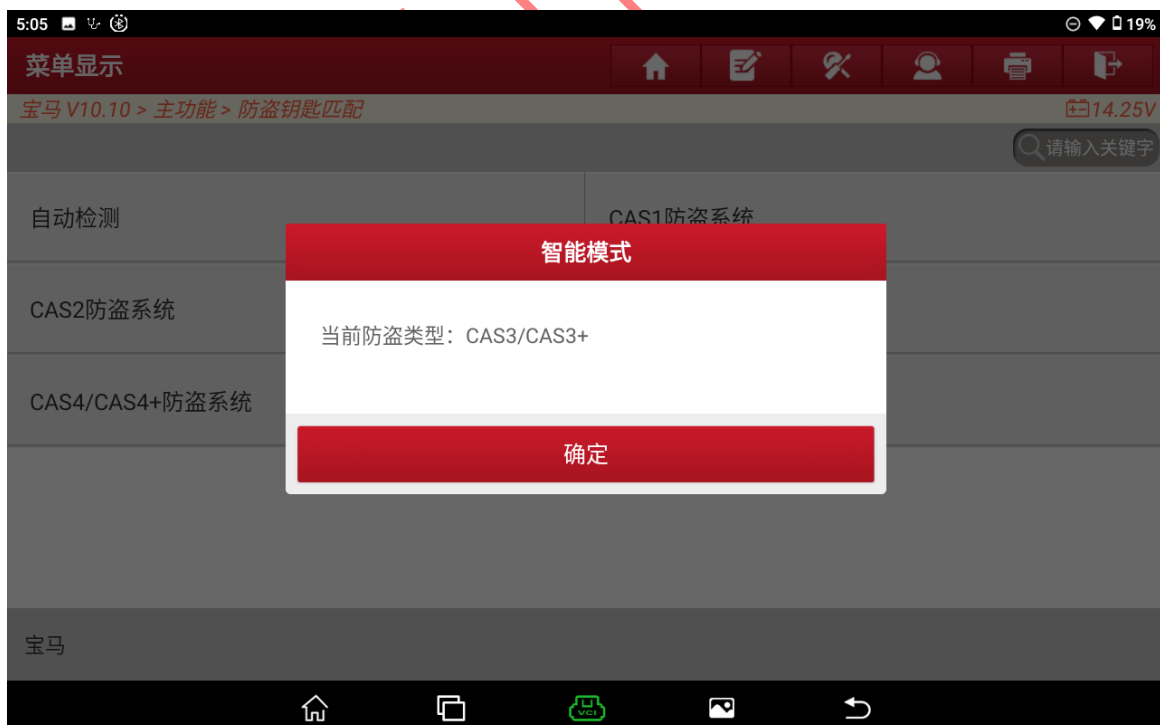 5:05
19%
菜单显示
宝马 V10.10 > 主功能 > 防盗钥匙匹配
14.25V
请输入关键字
自动检测
CAS1防盗系统
智能模式
CAS2防盗系统
当前防盗类型：CAS3/CAS3+
CAS4/CAS4+防盗系统
确定
宝马
VCI